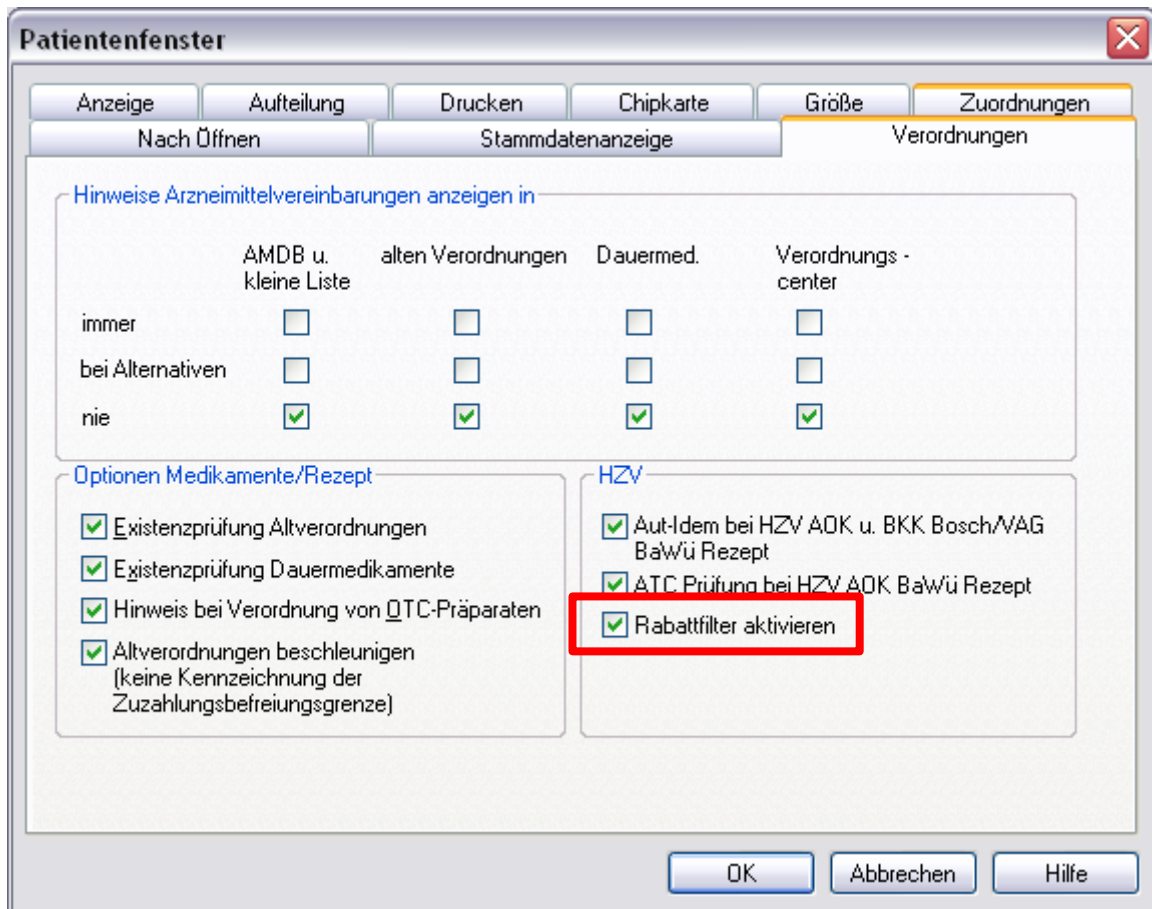 Patientenfenster
Anzeige Aufteilung Drucken Chipkarte Größe Zuordnungen
Nach Öffnen Stammdatenanzeige Verordnungen
Hinweise Arzneimittelvereinbarungen anzeigen in
AMDB u. alten Verordnungen Dauermed. Verordnungs -
kleine Liste center
immer
bei Alternativen
nie
Optionen Medikamente/Rezept
Existenzprüfung Altverordnungen
Existenzprüfung Dauermedikamente
Hinweis bei Verordnung von OTC-Präparaten
Altverordnungen beschleunigen
(keine Kennzeichnung der
Zuzahlungsbefreiungsgrenze)
HZV
Aut-Idem bei HZV AOK u. BKK Bosch/VAG
BaWü Rezept
ATC Prüfung bei HZV AOK BaWü Rezept
Rabattfilter aktivieren
OK Abbrechen Hilfe